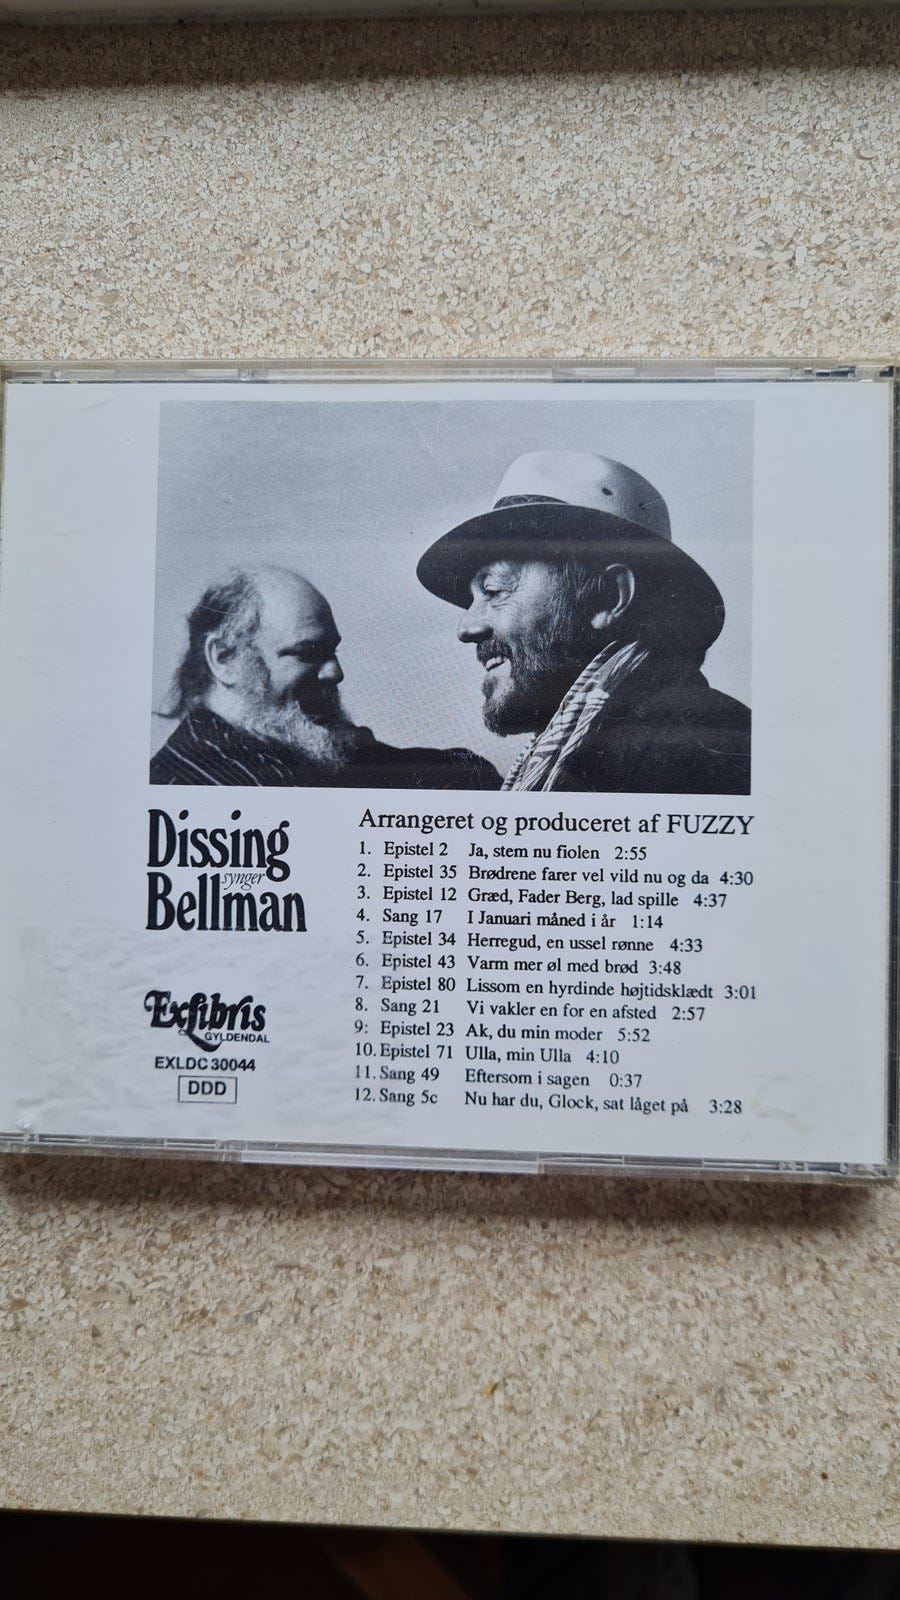 Dissing
synger
Bellman
Exlibris
GYLDENDAL
EXLDC 30044
DDD
Arrangeret og produceret af FUZZY
1. Epistel 2 Ja, stem nu fiolen 2:55
2. Epistel 35 Brødrene farer vel vild nu og da 4:30
3. Epistel 12 Græd, Fader Berg, lad spille 4:37
4. Sang 17 I Januari måned i år 1:14
5. Epistel 34 Herregud, en ussel rønne 4:33
6. Epistel 43 Varm mer øl med brød 3:48
7. Epistel 80 Lissom en hyrdinde højtidsklædt 3:01
8. Sang 21 Vi vakler en for en afsted 2:57
9: Epistel 23 Ak, du min moder 5:52
10. Epistel 71 Ulla, min Ulla 4:10
11. Sang 49 Eftersom i sagen 0:37
12. Sang 5c Nu har du, Glock, sat låget på 3:28